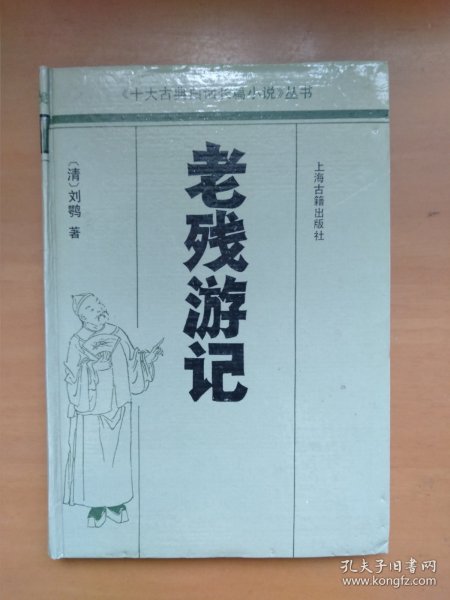 《十大古典白话长篇小说》丛书
〔清〕刘鹗 著
老残游记
上海古籍出版社
孔夫子旧书网
www.kongfz.com